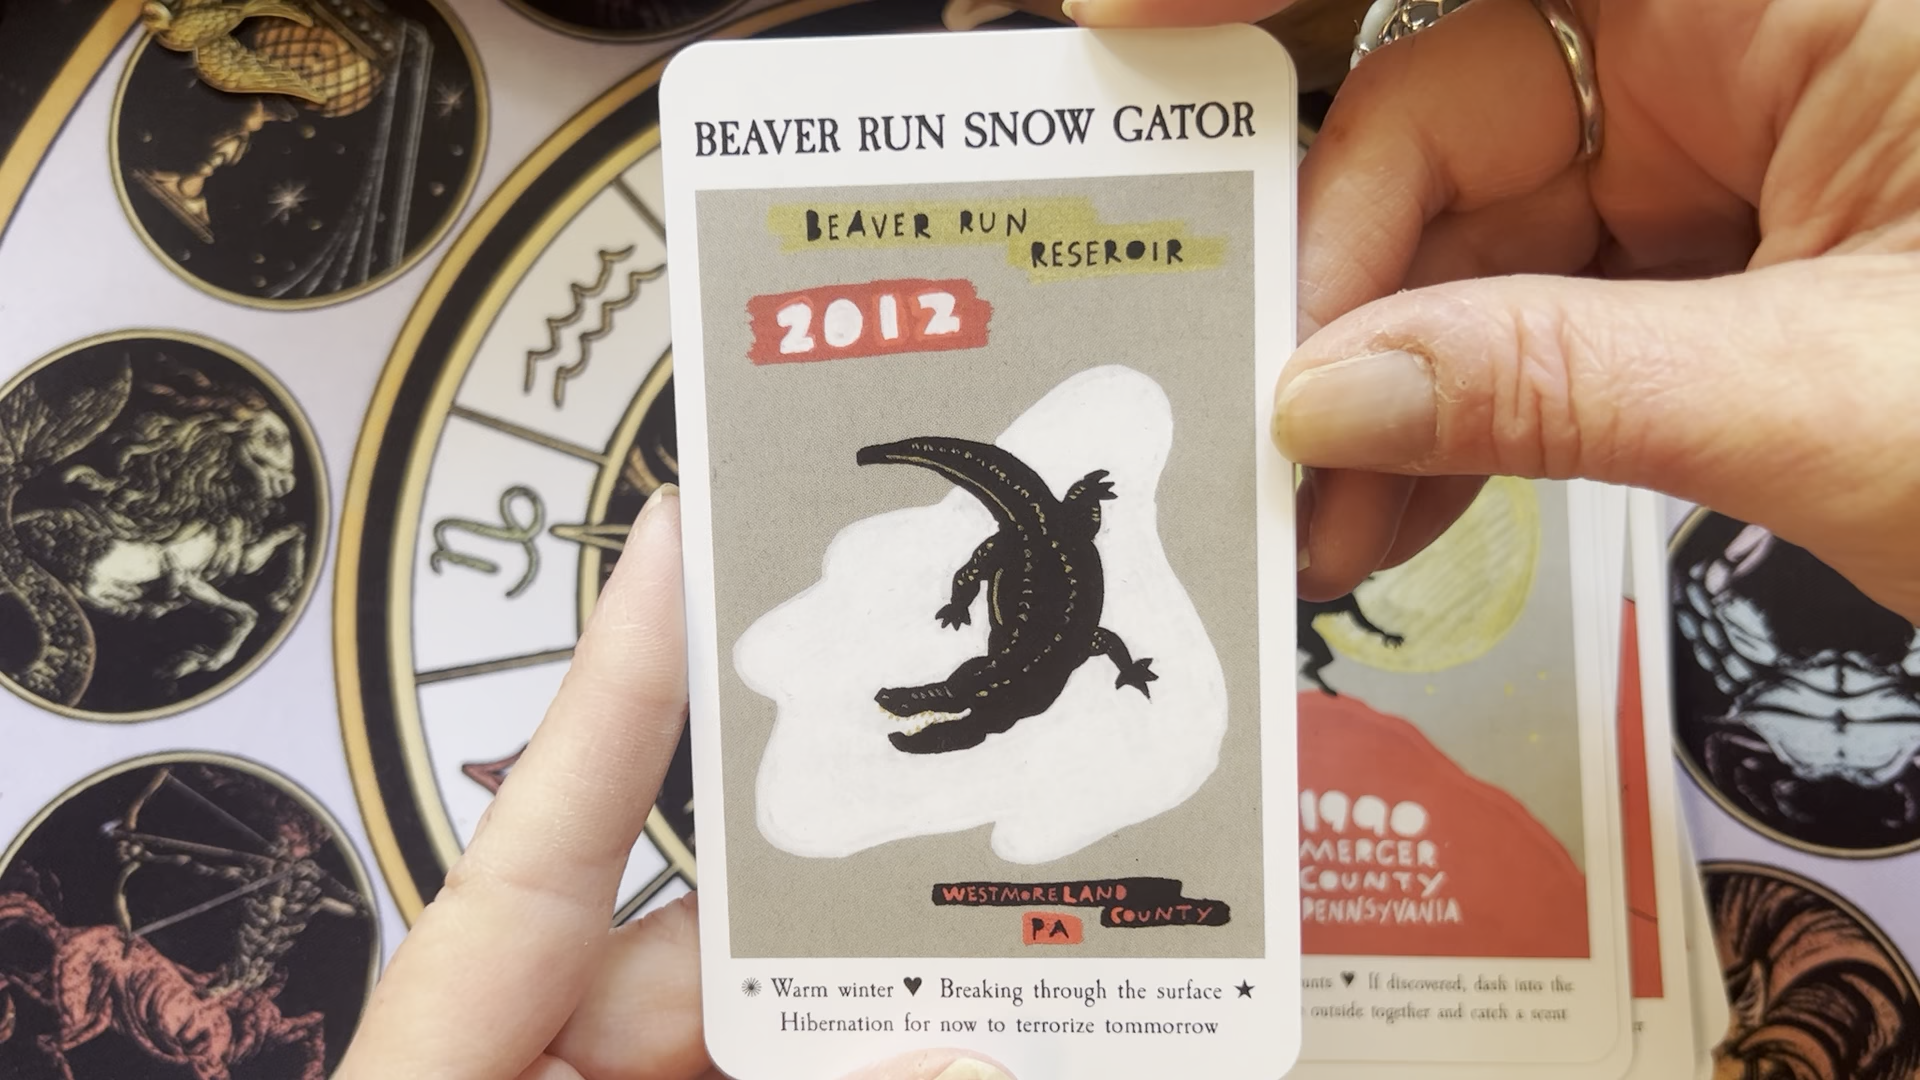 BEAVER RUN SNOW GATOR
BEAVER RUN
RESEROIR
2012
WESTMORELAND
COUNTY
PA
Warm winter ♥ Breaking through the surface ★
Hibernation for now to terrorize tommorrow
1990
MERCER
COUNTY
PENNSYVANIA
♥ If discovered, dash into the
outside together and catch a scent